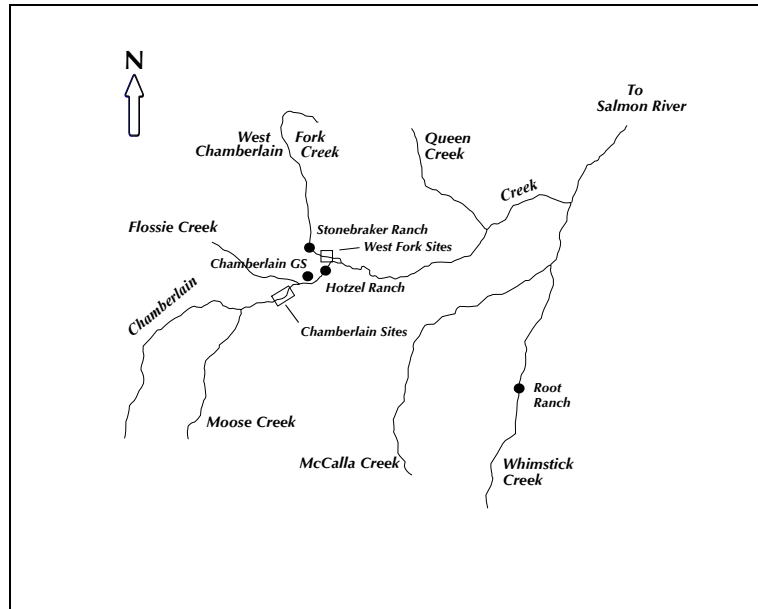 N
To
Salmon River
West Fork
Chamberlain Creek
Queen
Creek
Creek
Flossie Creek
Stonebraker Ranch
West Fork Sites
Chamberlain GS
Hotzel Ranch
Chamberlain
Chamberlain Sites
Root
Ranch
Moose Creek
McCalla Creek
Whimstick
Creek